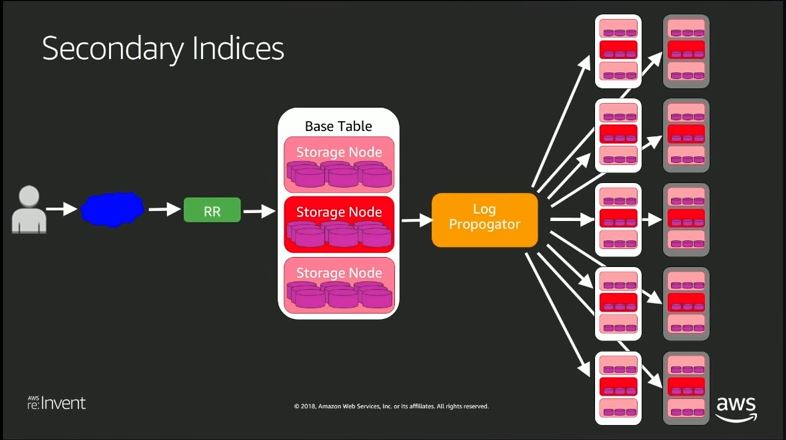 Secondary Indices
Base Table
Storage Node
Storage Node
Storage Node
RR
Log
Propogator
AWS
re:Invent
© 2018, Amazon Web Services, Inc. or its affiliates. All rights reserved.
aws